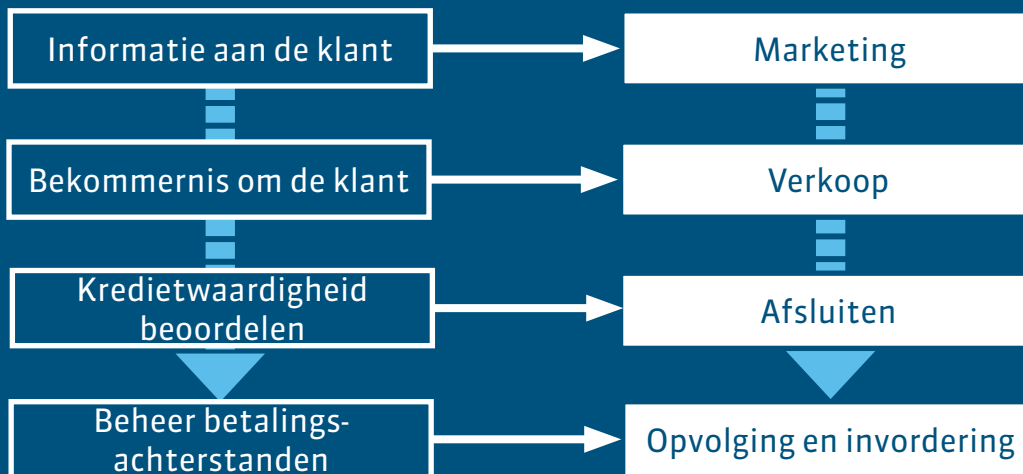 Informatie aan de klant
Marketing
Bekommernis om de klant
Verkoop
Kredietwaardigheid
beoordelen
Afsluiten
Beheer betalings-
achterstanden
Opvolging en invordering